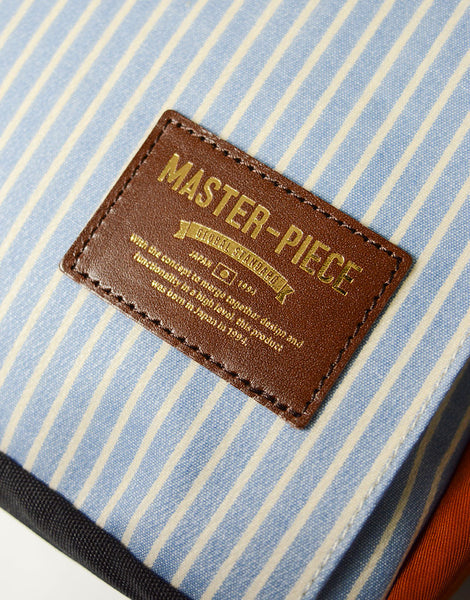 MASTER-PIECE
GLOBAL STANDARD
JAPAN 1994
With the concept to merge together design and
functionality in a high level, this product
was born in Japan in 1994.